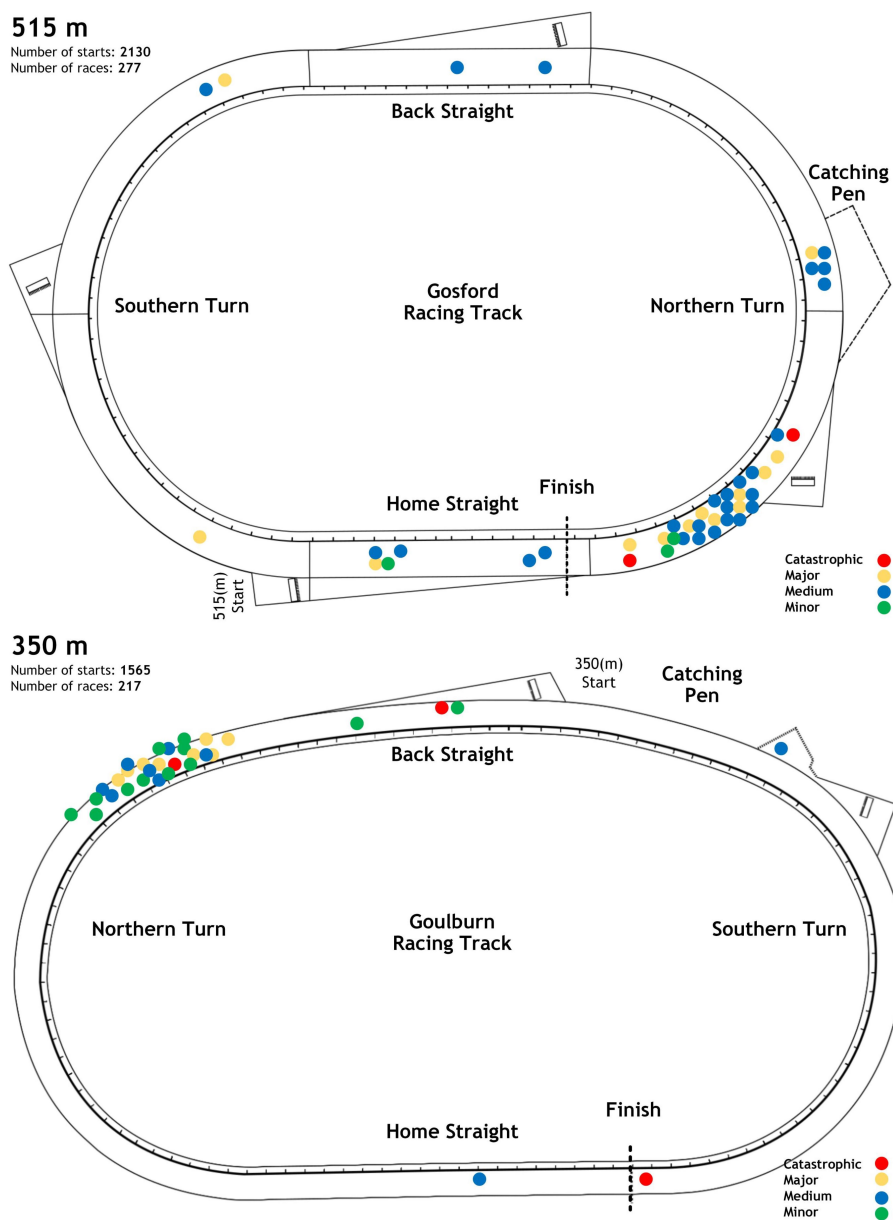 515 m
Number of starts: 2130
Number of races: 277
Back Straight
Catching
Pen
Southern Turn
Gosford
Racing Track
Northern Turn
Home Straight
Finish
515(m)
Start
Catastrophic
Major
Medium
Minor
350 m
Number of starts: 1565
Number of races: 217
350(m)
Start
Catching
Pen
Back Straight
Northern Turn
Goulburn
Racing Track
Southern Turn
Home Straight
Finish
Catastrophic
Major
Medium
Minor